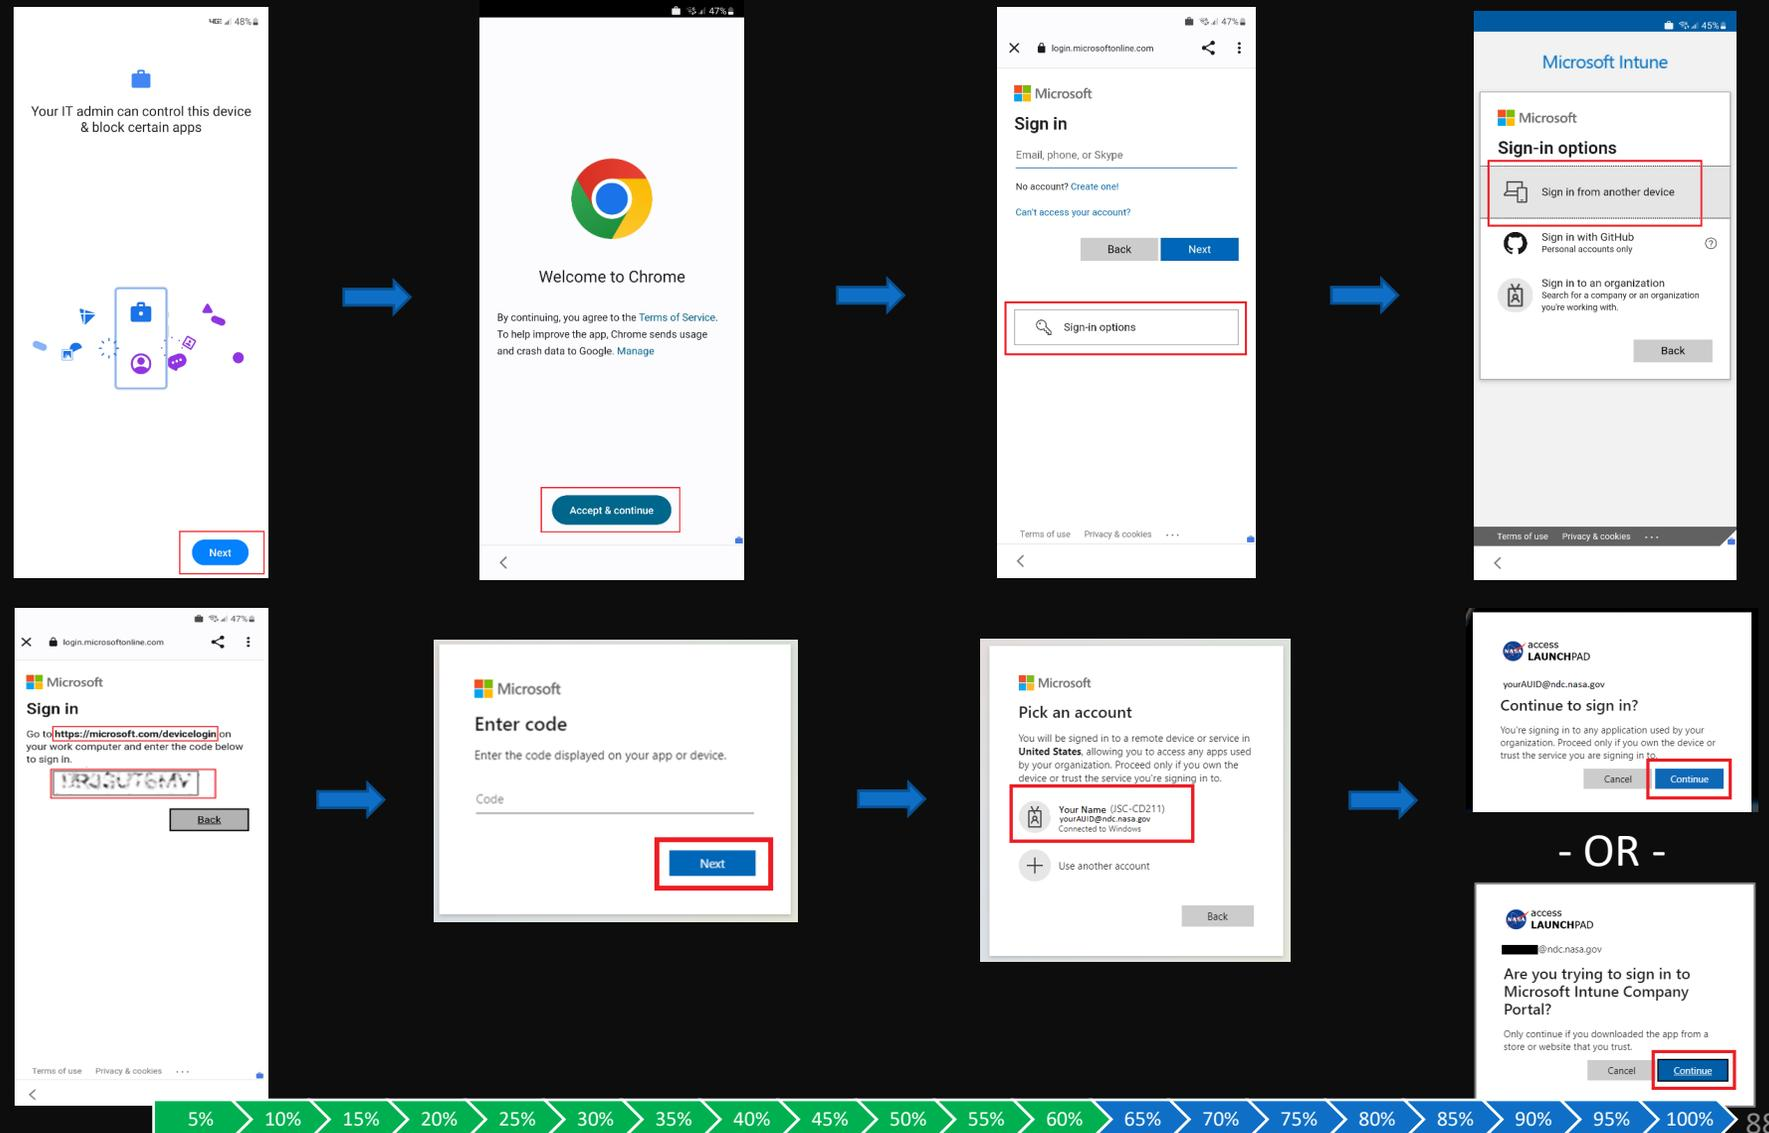 48%
Your IT admin can control this device
& block certain apps
Next
47%
Welcome to Chrome
By continuing, you agree to the Terms of Service.
To help improve the app, Chrome sends usage
and crash data to Google. Manage
Accept & continue
47%
login.microsoftonline.com
Microsoft
Sign in
Email, phone, or Skype
No account? Create one!
Can't access your account?
Back
Next
Sign-in options
Terms of use Privacy & cookies ...
45%
Microsoft Intune
Microsoft
Sign-in options
Sign in from another device
Sign in with GitHub
Personal accounts only
Sign in to an organization
Search for a company or an organization
you're working with.
Back
Terms of use Privacy & cookies ...
47%
login.microsoftonline.com
Microsoft
Sign in
Go to https://microsoft.com/devicelogin on
your work computer and enter the code below
to sign in.
Back
Terms of use Privacy & cookies ...
Microsoft
Enter code
Enter the code displayed on your app or device.
Code
Next
Microsoft
Pick an account
You will be signed in to a remote device or service in
United States, allowing you to access any apps used
by your organization. Proceed only if you own the
device or trust the service you're signing in to.
Your Name (JSC-CD211)
yourAUID@ndc.nasa.gov
Connected to Windows
Use another account
Back
NASA
access
LAUNCHPAD
yourAUID@ndc.nasa.gov
Continue to sign in?
You're signing in to any application used by your
organization. Proceed only if you own the device or
trust the service you are signing in to.
Cancel
Continue
- OR -
NASA
access
LAUNCHPAD
@ndc.nasa.gov
Are you trying to sign in to
Microsoft Intune Company
Portal?
Only continue if you downloaded the app from a
store or website that you trust.
Cancel
Continue
5% 10% 15% 20% 25% 30% 35% 40% 45% 50% 55% 60% 65% 70% 75% 80% 85% 90% 95% 100%